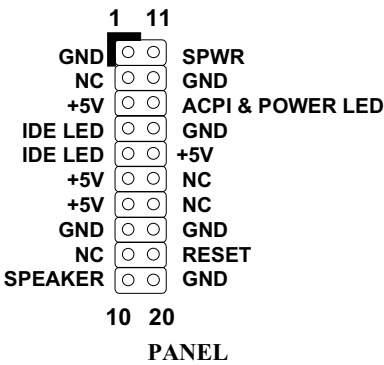 1 11
GND SPWR
NC GND
+5V ACPI & POWER LED
IDE LED GND
IDE LED +5V
+5V NC
+5V NC
GND GND
NC RESET
SPEAKER GND
10 20
PANEL